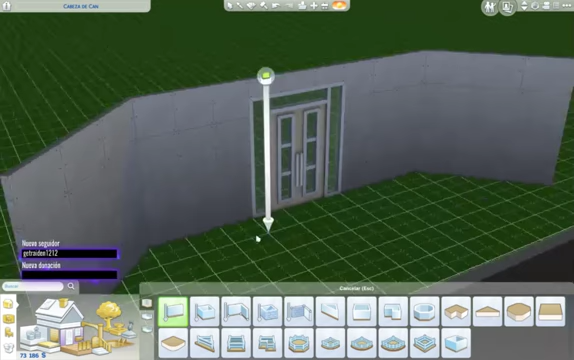 CABEZA DE CAN
Nuevo seguidor
getraiden1212
Nueva donación
Buscar
Cancelar (Esc)
73 186 §